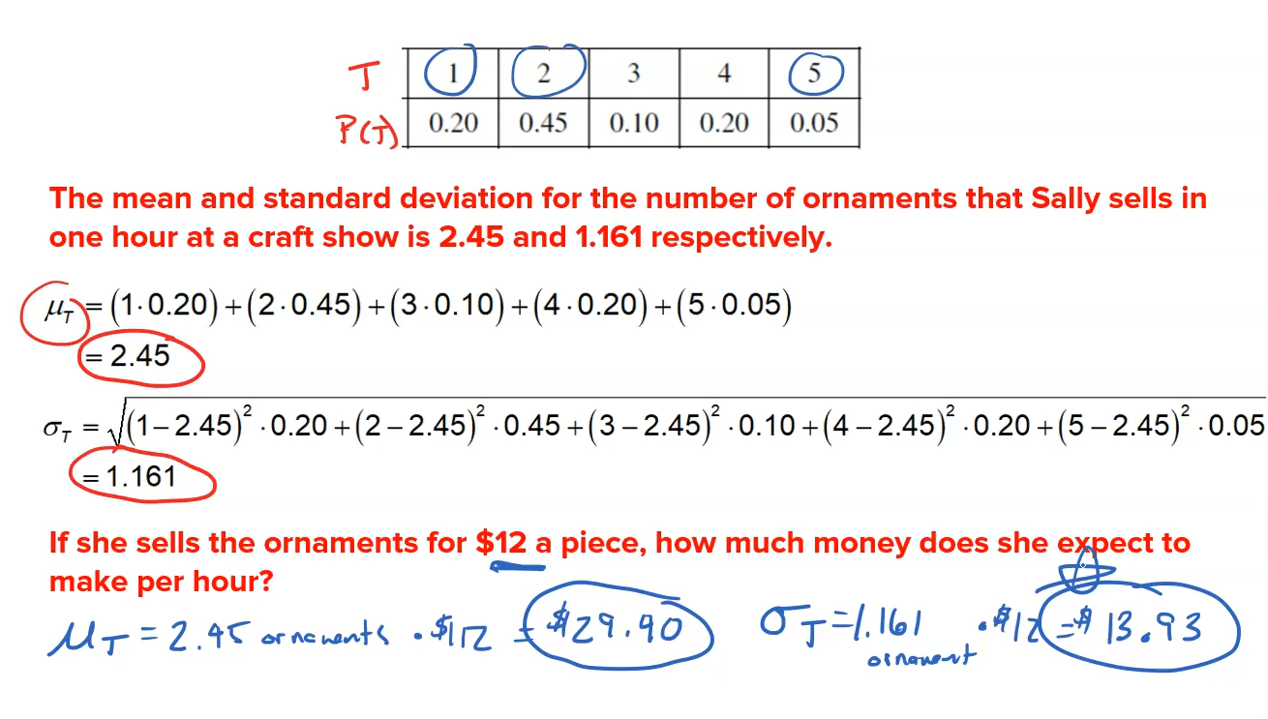 T 1 2 3 4 5
P(T) 0.20 0.45 0.10 0.20 0.05
The mean and standard deviation for the number of ornaments that Sally sells in
one hour at a craft show is 2.45 and 1.161 respectively.
μ_T = (1·0.20)+(2·0.45)+(3·0.10)+(4·0.20)+(5·0.05)
= 2.45
σ_T = √(1−2.45)²·0.20+(2−2.45)²·0.45+(3−2.45)²·0.10+(4−2.45)²·0.20+(5−2.45)²·0.05
= 1.161
If she sells the ornaments for $12 a piece, how much money does she expect to
make per hour?
μ_T = 2.45 ornaments · $12 = $29.90 σ_T = 1.161 · $12 = $13.93
ornament